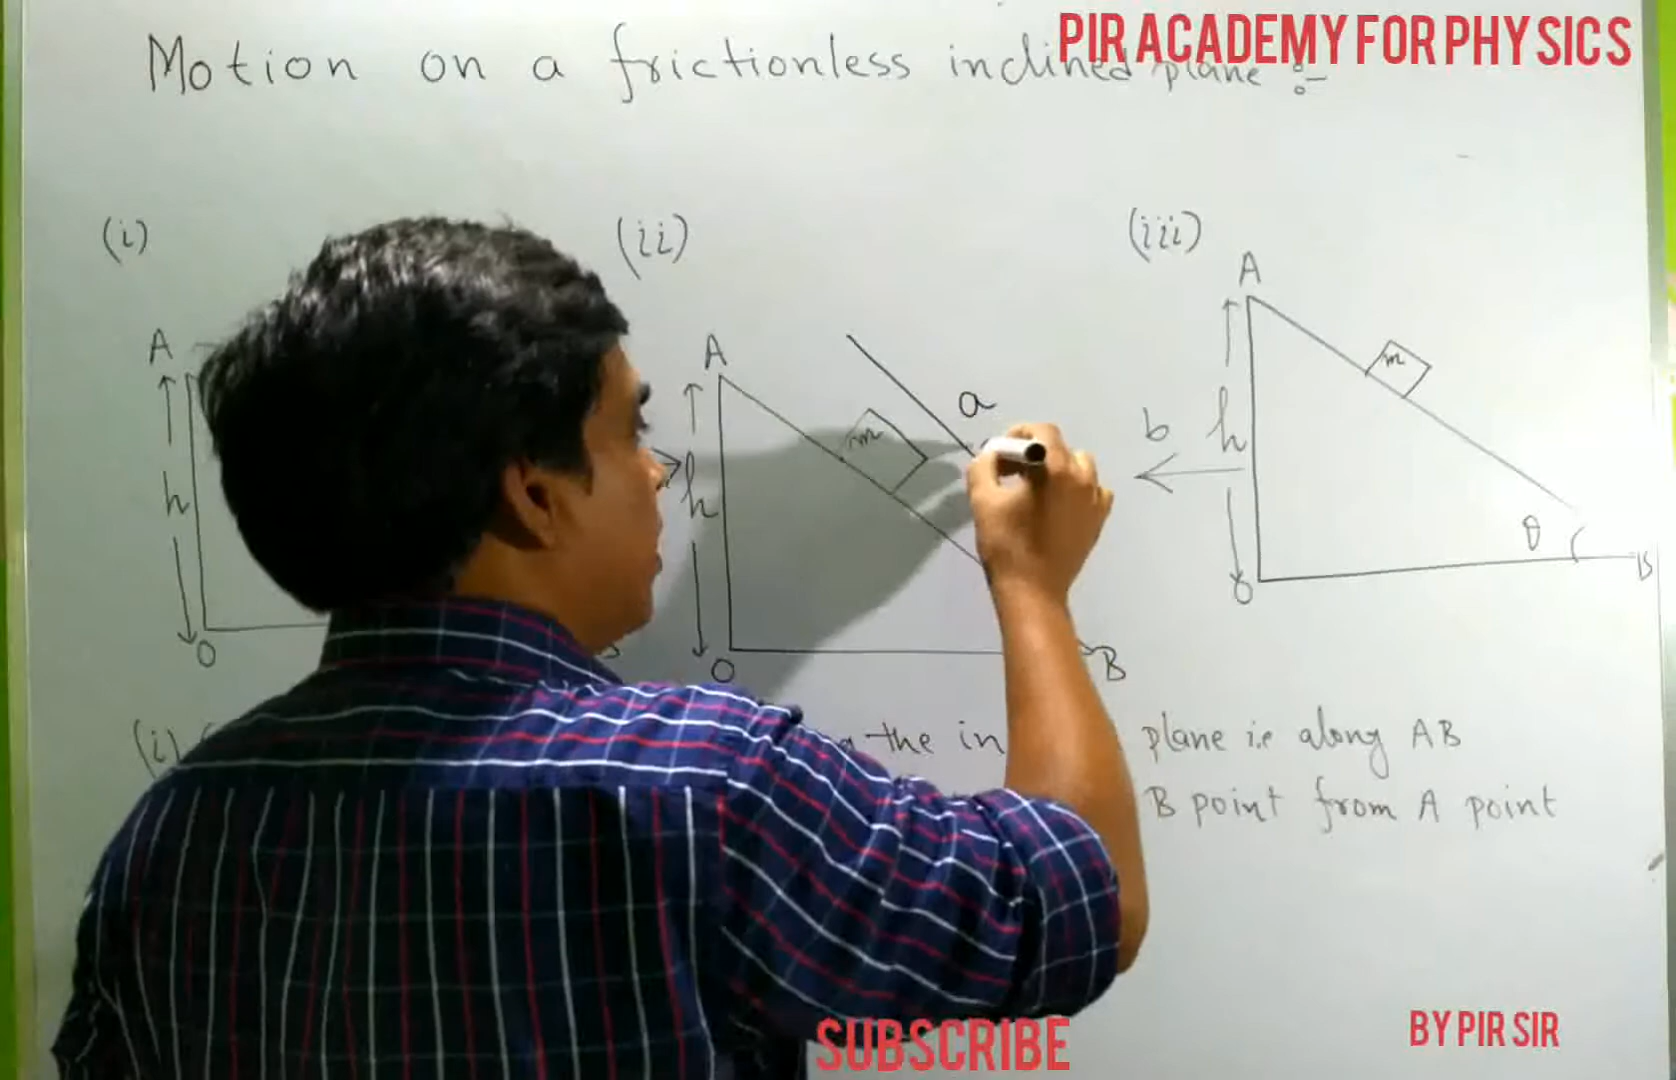 PIR ACADEMY FOR PHYSICS
Motion on a frictionless inclined plane :-
(i)
(ii)
(iii)
A
h
O
A
a
m
h
O
B
A
m
b
h
θ
O
B
(i)
the in plane i.e along AB
B point from A point
SUBSCRIBE
BY PIR SIR